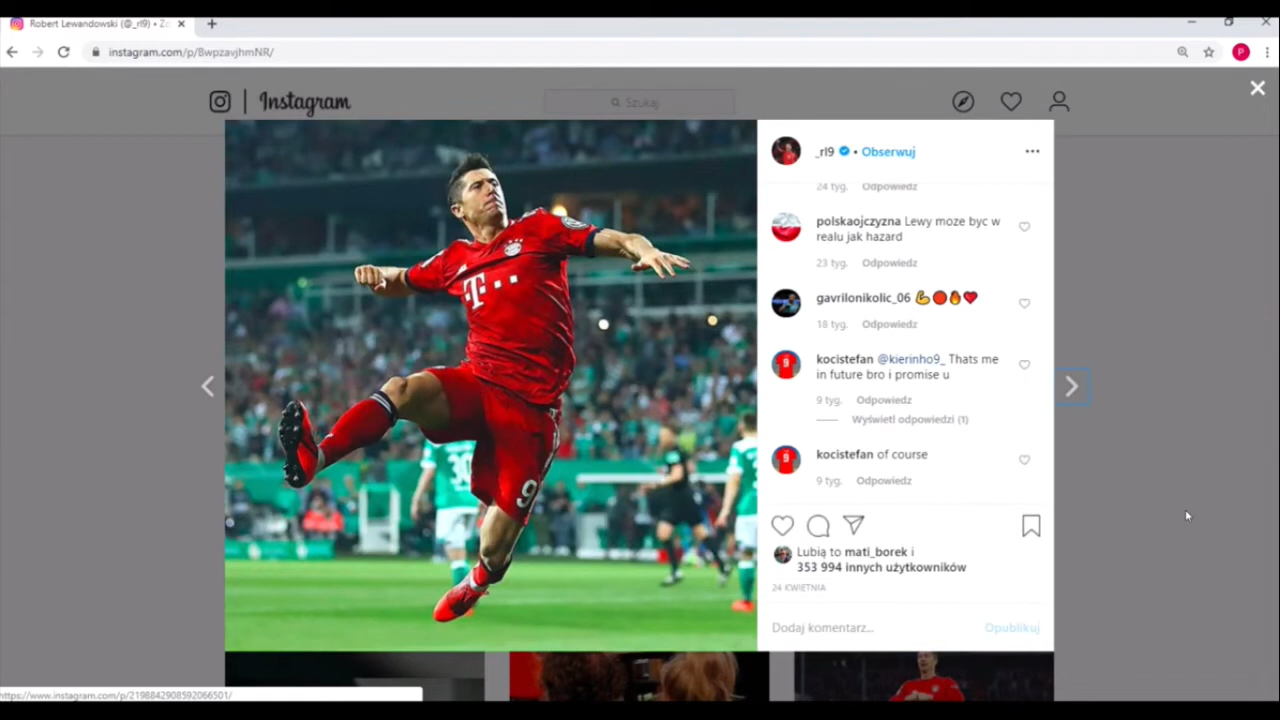 Robert Lewandowski (@_rl9) •
instagram.com/p/BwpzavjhmNR/
P
Instagram
Szukaj
_rl9 • Obserwuj
24 tyg. Odpowiedz
polskaojczyzna Lewy moze byc w
realu jak hazard
23 tyg. Odpowiedz
gavrilonikolic_06 💪🔴🔥❤️
18 tyg. Odpowiedz
kocistefan @kierinho9_ Thats me
in future bro i promise u
9 tyg. Odpowiedz
Wyświetl odpowiedzi (1)
kocistefan of course
9 tyg. Odpowiedz
Lubią to mati_borek i
353 994 innych użytkowników
24 KWIETNIA
Dodaj komentarz...
Opublikuj
T...
9
https://www.instagram.com/p/2198842908592066501/